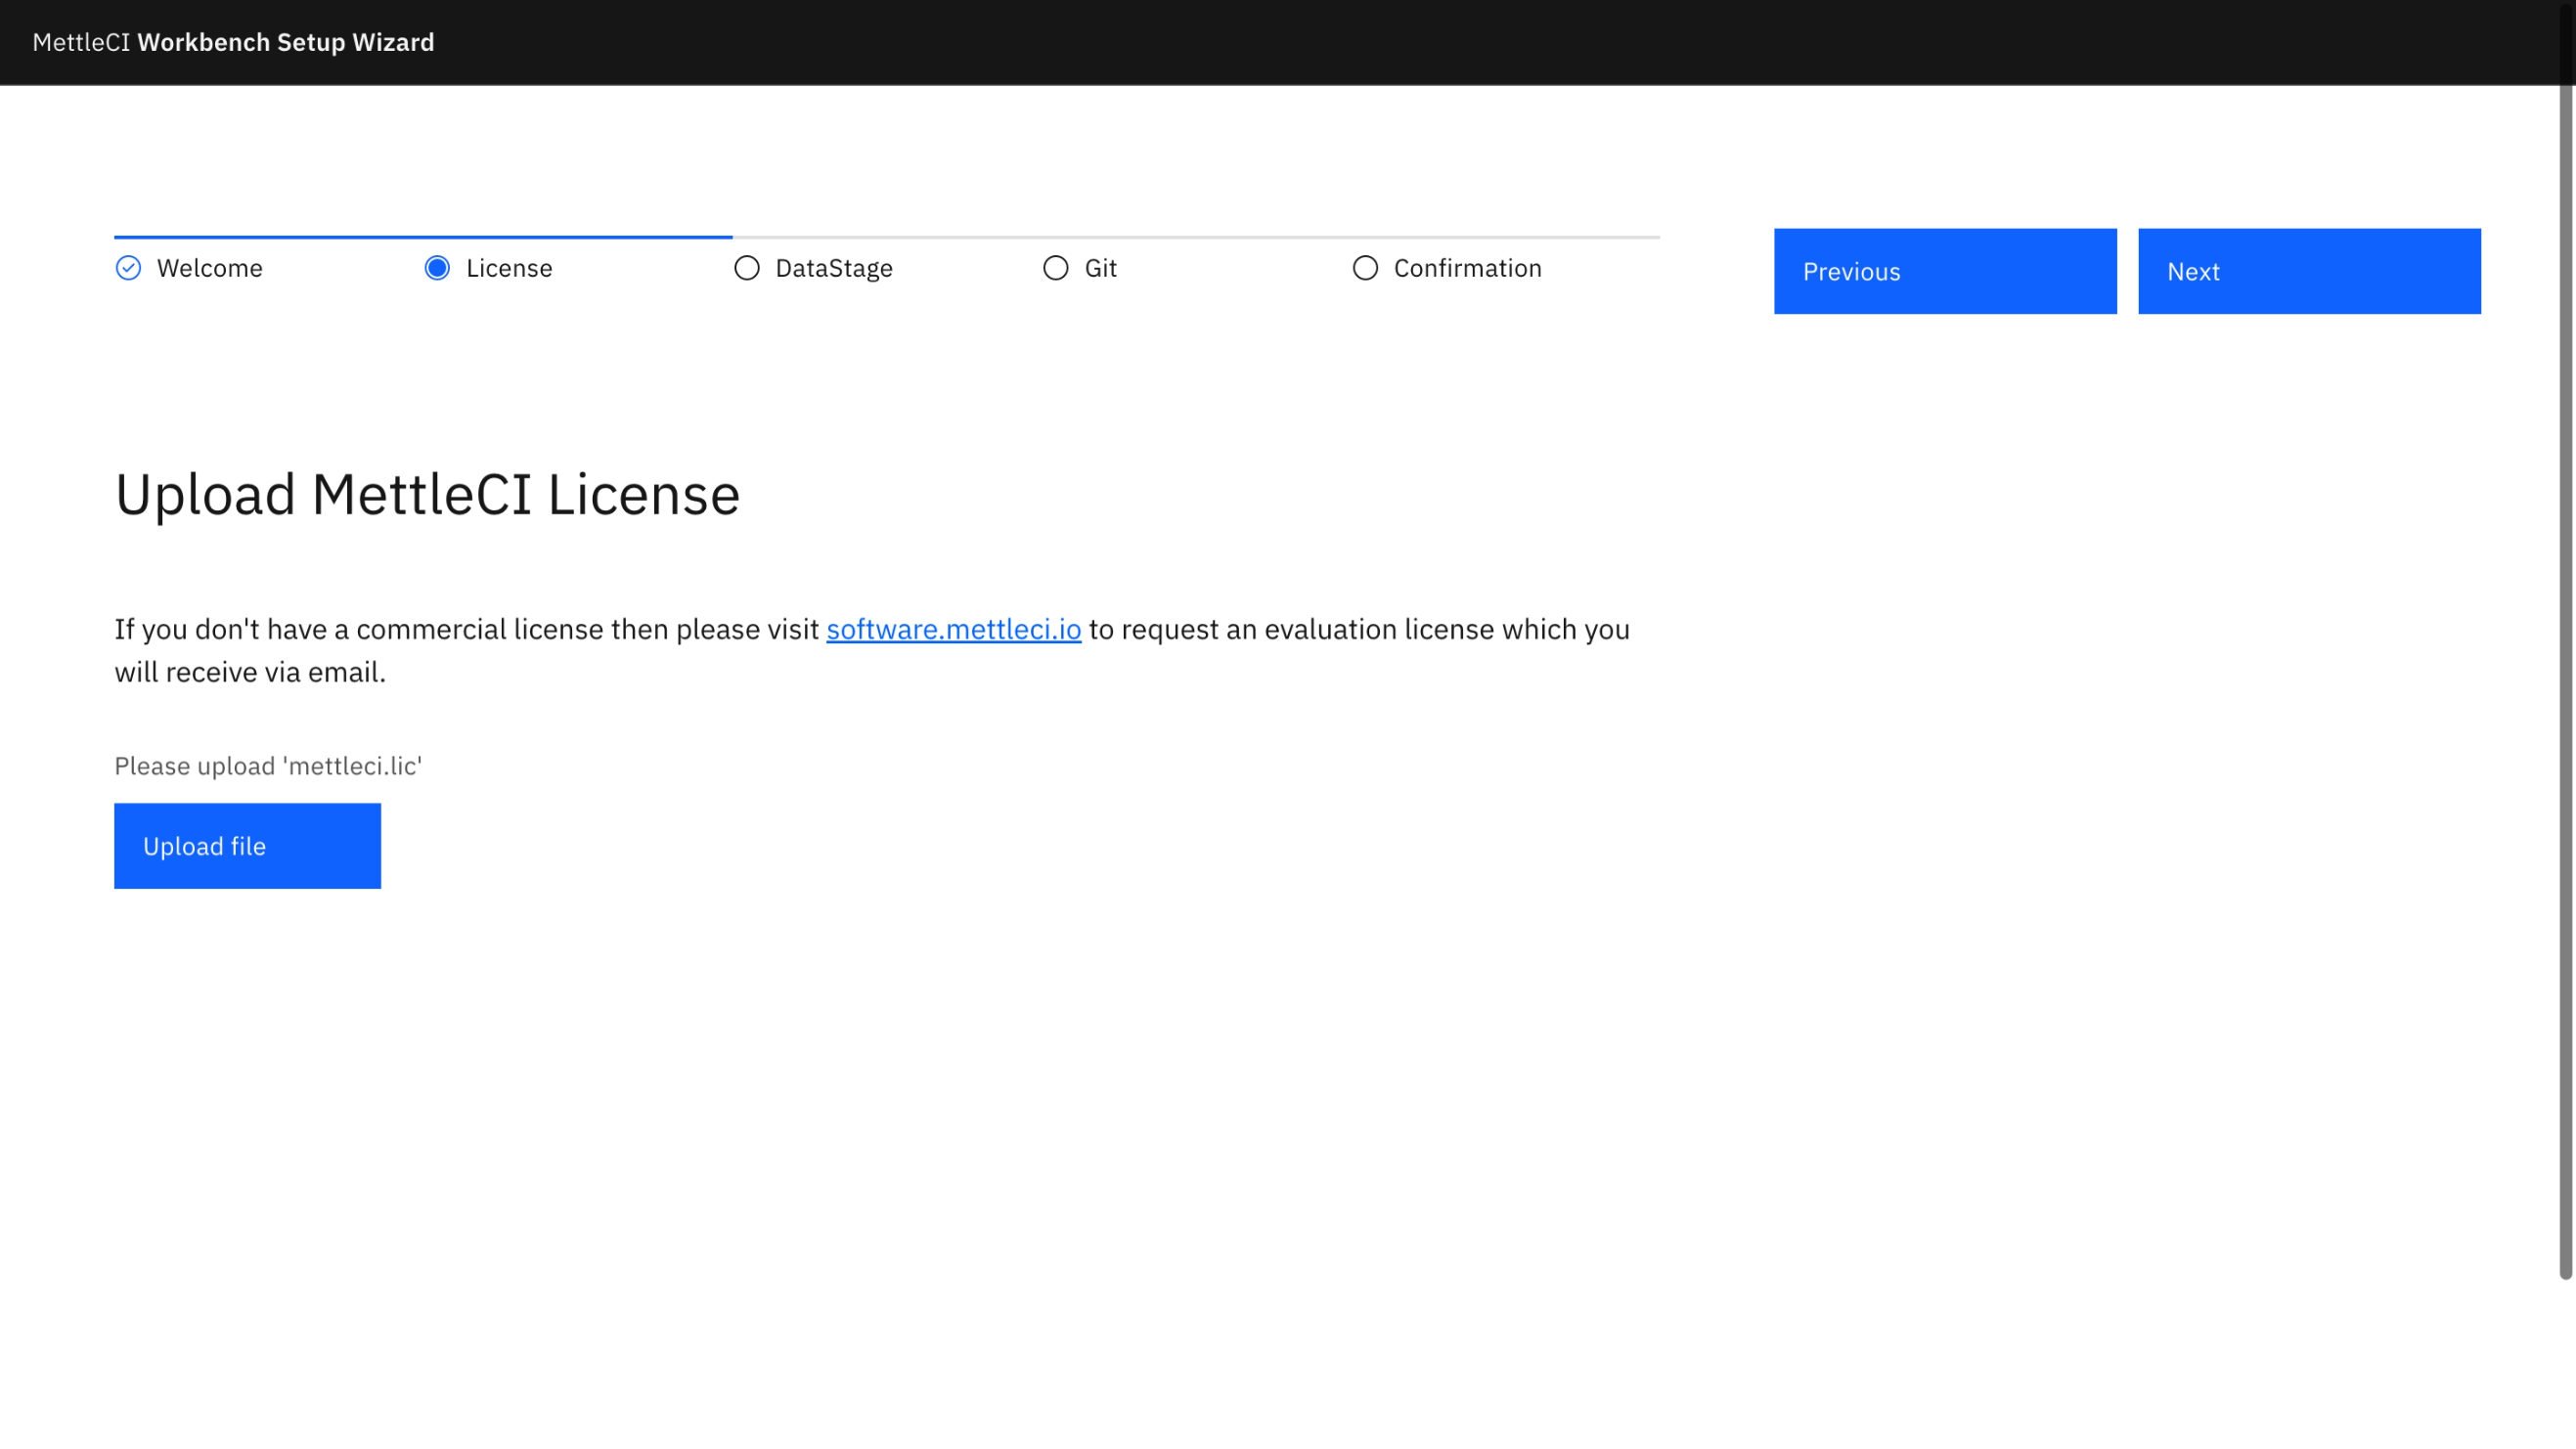 MettleCI Workbench Setup Wizard
Welcome
License
DataStage
Git
Confirmation
Previous
Next
Upload MettleCI License
If you don't have a commercial license then please visit software.mettleci.io to request an evaluation license which you
will receive via email.
Please upload 'mettleci.lic'
Upload file